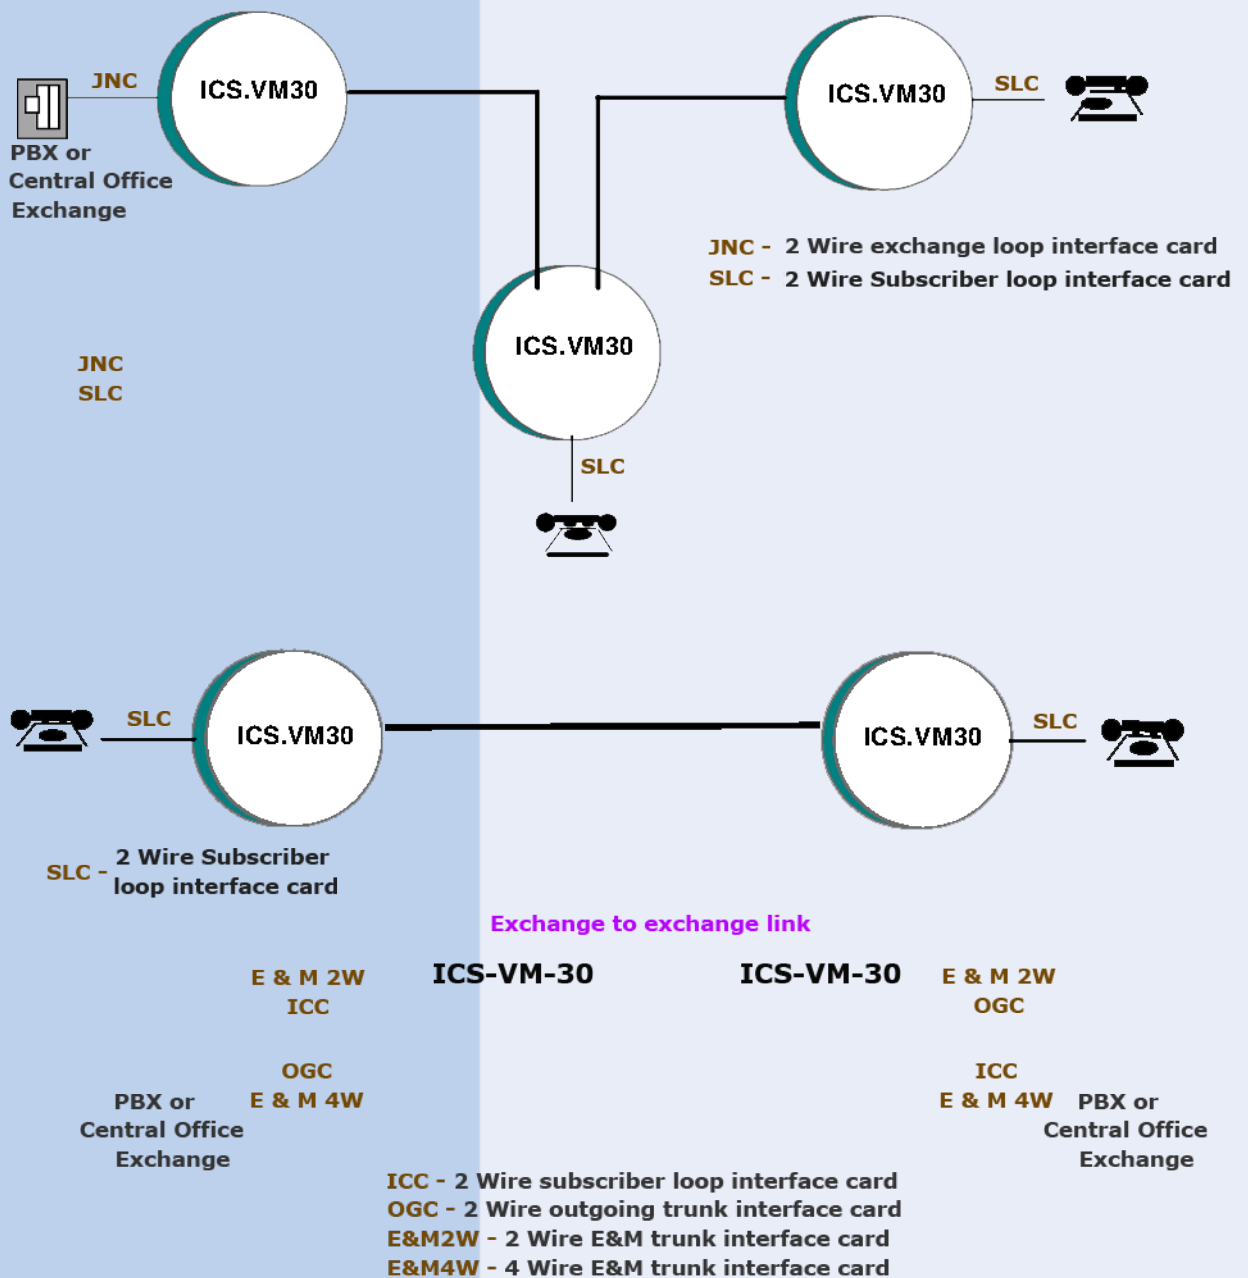 JNC
ICS.VM30
ICS.VM30
SLC
PBX or
Central Office
Exchange
JNC - 2 Wire exchange loop interface card
SLC - 2 Wire Subscriber loop interface card
ICS.VM30
JNC
SLC
SLC
SLC
ICS.VM30
ICS.VM30
SLC
SLC - 2 Wire Subscriber
loop interface card
Exchange to exchange link
E & M 2W
ICC
ICS-VM-30
ICS-VM-30
E & M 2W
OGC
OGC
E & M 4W
ICC
E & M 4W
PBX or
Central Office
Exchange
PBX or
Central Office
Exchange
ICC - 2 Wire subscriber loop interface card
OGC - 2 Wire outgoing trunk interface card
E&M2W - 2 Wire E&M trunk interface card
E&M4W - 4 Wire E&M trunk interface card